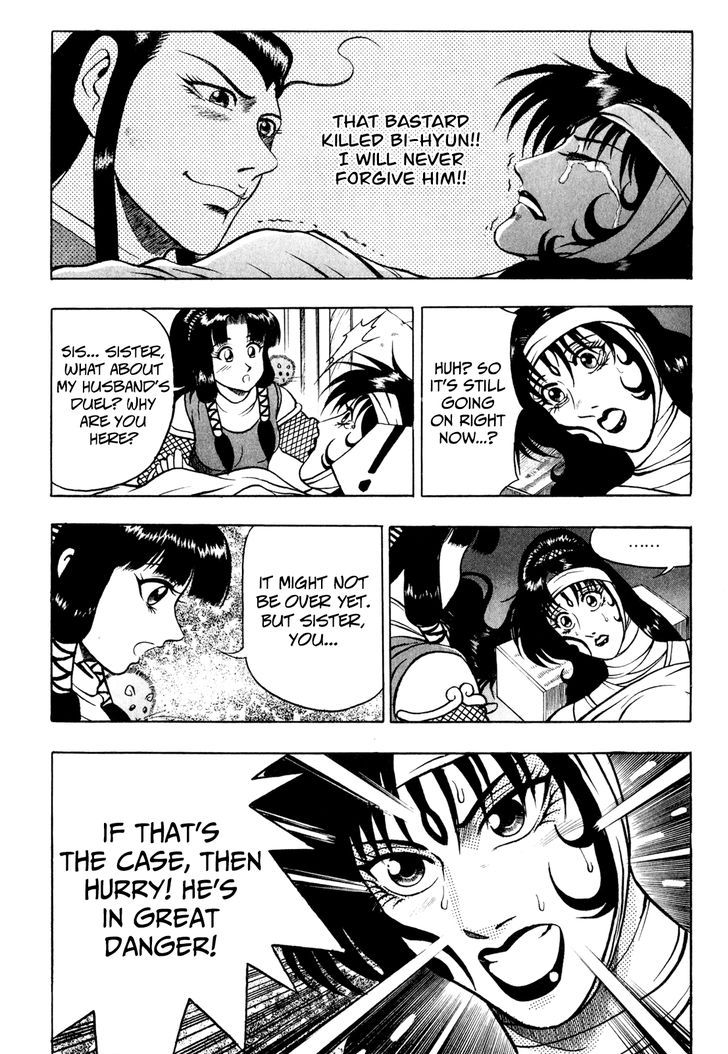 THAT BASTARD
KILLED BI-HYUN!!
I WILL NEVER
FORGIVE HIM!!
SIS... SISTER,
WHAT ABOUT
MY HUSBAND'S
DUEL? WHY
ARE YOU
HERE?
HUH? SO
IT'S STILL
GOING
ON RIGHT
NOW...?
IT MIGHT NOT
BE OVER YET.
BUT SISTER,
YOU...
......
IF THAT'S
THE CASE, THEN
HURRY! HE'S
IN GREAT
DANGER!